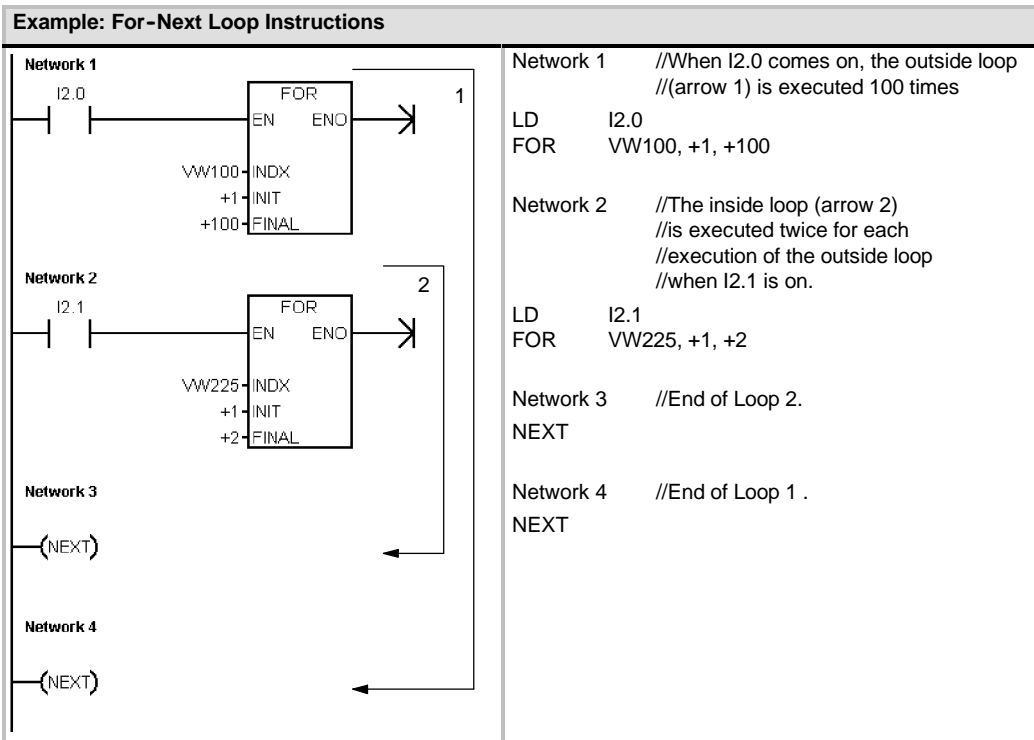 Example: For-Next Loop Instructions
Network 1
I2.0
FOR
EN ENO
1
VW100 INDX
+1 INIT
+100 FINAL
Network 2
I2.1
FOR
EN ENO
2
VW225 INDX
+1 INIT
+2 FINAL
Network 3
(NEXT)
Network 4
(NEXT)
Network 1 //When I2.0 comes on, the outside loop
//(arrow 1) is executed 100 times
LD I2.0
FOR VW100, +1, +100
Network 2 //The inside loop (arrow 2)
//is executed twice for each
//execution of the outside loop
//when I2.1 is on.
LD I2.1
FOR VW225, +1, +2
Network 3 //End of Loop 2.
NEXT
Network 4 //End of Loop 1 .
NEXT